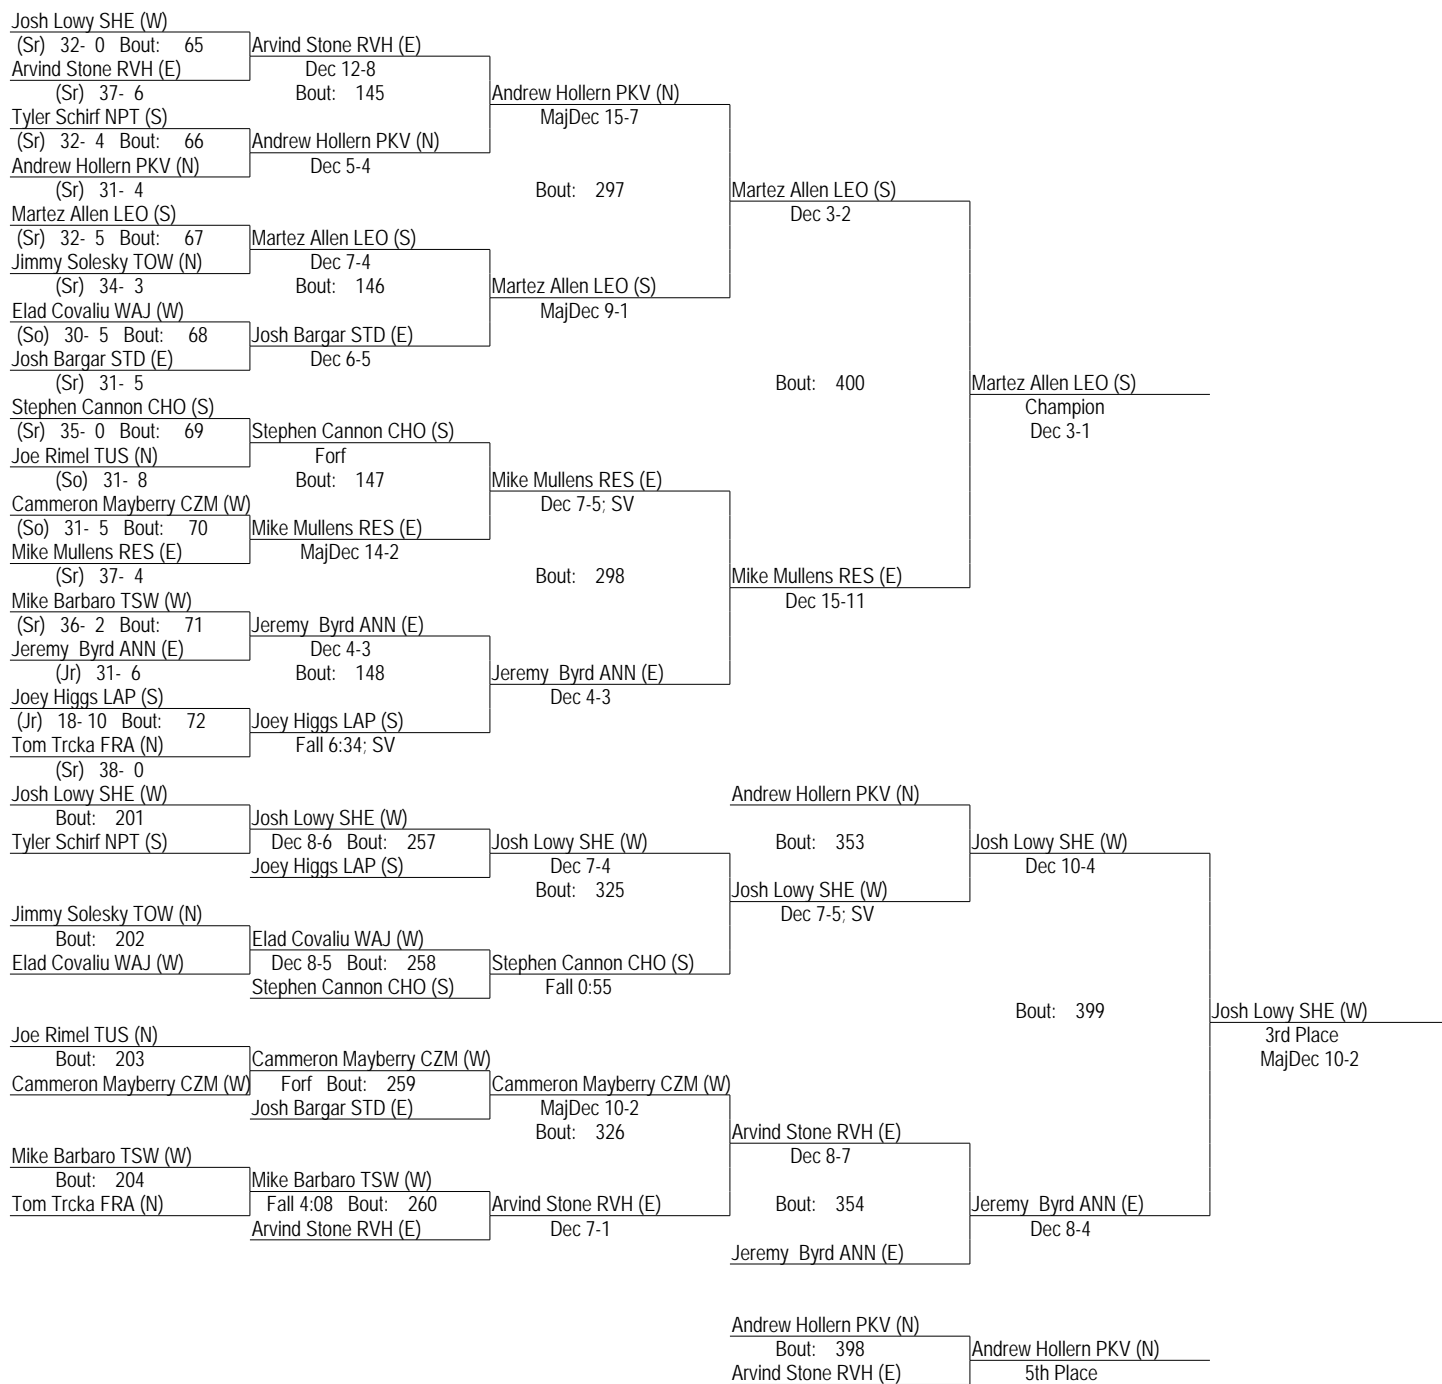 Josh Lowy SHE (W)
(Sr) 32- 0 Bout: 65
Arvind Stone RVH (E)
(Sr) 37- 6
Tyler Schirf NPT (S)
(Sr) 32- 4 Bout: 66
Andrew Hollern PKV (N)
(Sr) 31- 4
Martez Allen LEO (S)
(Sr) 32- 5 Bout: 67
Jimmy Solesky TOW (N)
(Sr) 34- 3
Elad Covaliu WAJ (W)
(So) 30- 5 Bout: 68
Josh Bargar STD (E)
(Sr) 31- 5
Stephen Cannon CHO (S)
(Sr) 35- 0 Bout: 69
Joe Rimel TUS (N)
(So) 31- 8
Cammeron Mayberry CZM (W)
(So) 31- 5 Bout: 70
Mike Mullens RES (E)
(Sr) 37- 4
Mike Barbaro TSW (W)
(Sr) 36- 2 Bout: 71
Jeremy Byrd ANN (E)
(Jr) 31- 6
Joey Higgs LAP (S)
(Jr) 18- 10 Bout: 72
Tom Trcka FRA (N)
(Sr) 38- 0
Arvind Stone RVH (E)
Dec 12-8
Bout: 145
Andrew Hollern PKV (N)
Dec 5-4
Martez Allen LEO (S)
Dec 7-4
Bout: 146
Josh Bargar STD (E)
Dec 6-5
Stephen Cannon CHO (S)
Forf
Bout: 147
Mike Mullens RES (E)
MajDec 14-2
Jeremy Byrd ANN (E)
Dec 4-3
Bout: 148
Joey Higgs LAP (S)
Fall 6:34; SV
Andrew Hollern PKV (N)
MajDec 15-7
Bout: 297
Martez Allen LEO (S)
MajDec 9-1
Mike Mullens RES (E)
Dec 7-5; SV
Bout: 298
Jeremy Byrd ANN (E)
Dec 4-3
Martez Allen LEO (S)
Dec 3-2
Bout: 400
Mike Mullens RES (E)
Dec 15-11
Martez Allen LEO (S)
Champion
Dec 3-1
Josh Lowy SHE (W)
Bout: 201
Tyler Schirf NPT (S)
Jimmy Solesky TOW (N)
Bout: 202
Elad Covaliu WAJ (W)
Joe Rimel TUS (N)
Bout: 203
Cammeron Mayberry CZM (W)
Mike Barbaro TSW (W)
Bout: 204
Tom Trcka FRA (N)
Josh Lowy SHE (W)
Dec 8-6 Bout: 257
Joey Higgs LAP (S)
Elad Covaliu WAJ (W)
Dec 8-5 Bout: 258
Stephen Cannon CHO (S)
Cammeron Mayberry CZM (W)
Forf Bout: 259
Josh Bargar STD (E)
Mike Barbaro TSW (W)
Fall 4:08 Bout: 260
Arvind Stone RVH (E)
Josh Lowy SHE (W)
Dec 7-4
Bout: 325
Stephen Cannon CHO (S)
Fall 0:55
Cammeron Mayberry CZM (W)
MajDec 10-2
Bout: 326
Arvind Stone RVH (E)
Dec 7-1
Andrew Hollern PKV (N)
Bout: 353
Josh Lowy SHE (W)
Dec 7-5; SV
Arvind Stone RVH (E)
Dec 8-7
Bout: 354
Jeremy Byrd ANN (E)
Josh Lowy SHE (W)
Dec 10-4
Bout: 399
Jeremy Byrd ANN (E)
Dec 8-4
Josh Lowy SHE (W)
3rd Place
MajDec 10-2
Andrew Hollern PKV (N)
Bout: 398
Arvind Stone RVH (E)
Andrew Hollern PKV (N)
5th Place